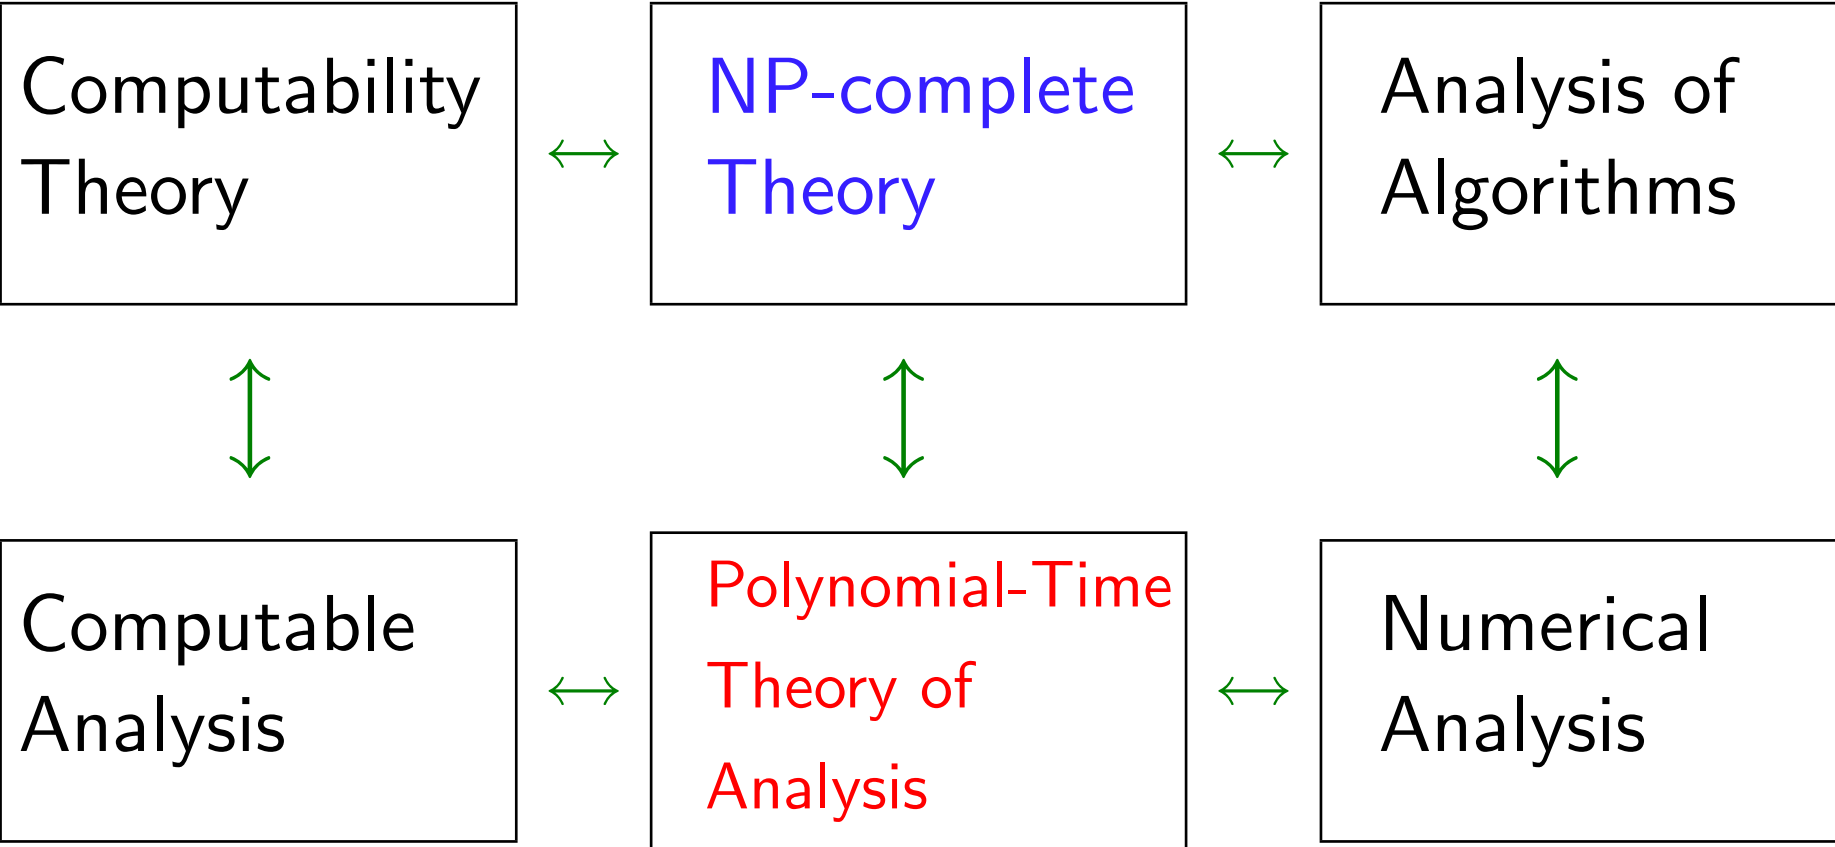 Computability
Theory
NP-complete
Theory
Analysis of
Algorithms
Computable
Analysis
Polynomial-Time
Theory of
Analysis
Numerical
Analysis